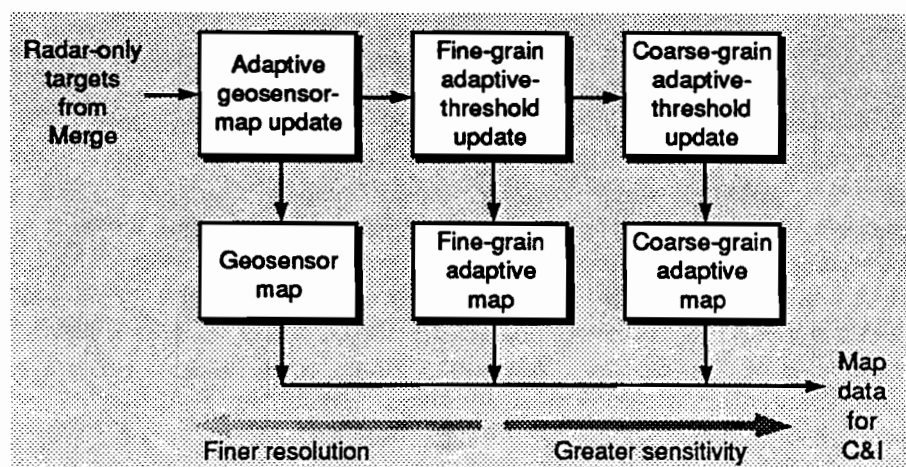 Radar-only
targets
from
Merge
Adaptive
geosensor-
map update
Fine-grain
adaptive-
threshold
update
Coarse-grain
adaptive-
threshold
update
Geosensor
map
Fine-grain
adaptive
map
Coarse-grain
adaptive
map
Map
data
for
C&I
Finer resolution
Greater sensitivity